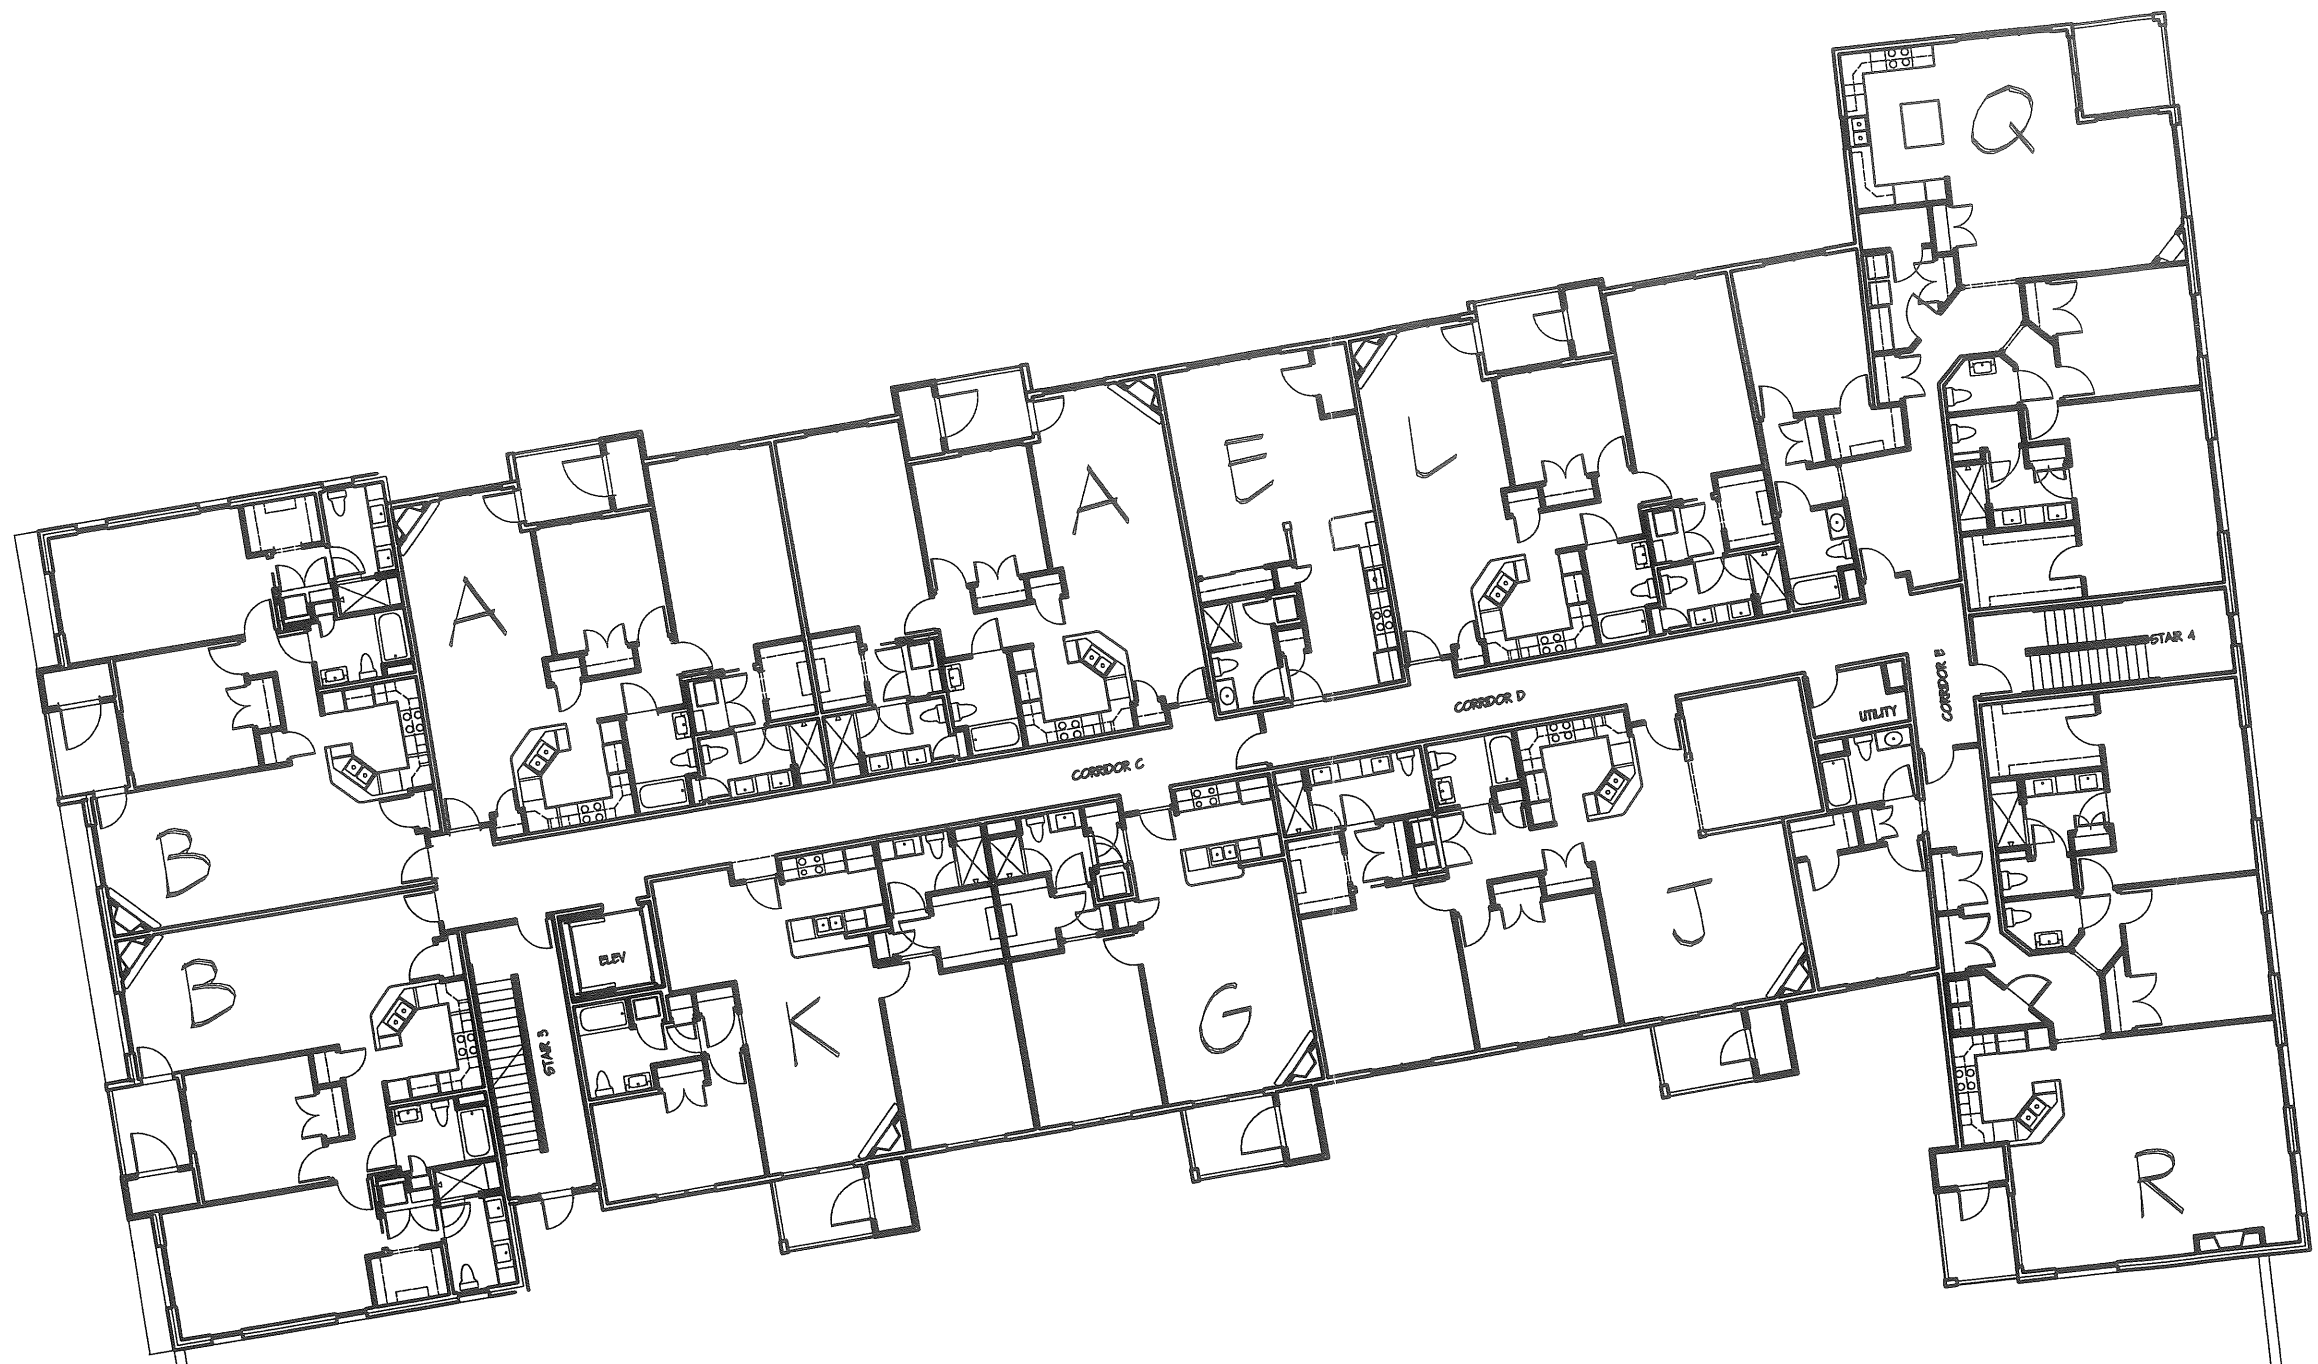 Q
A
E
L
A
STAIR 4
CORRIDOR D
CORRIDOR E
UTILITY
CORRIDOR C
B
J
ELEV
B
K
G
STAIR 3
R